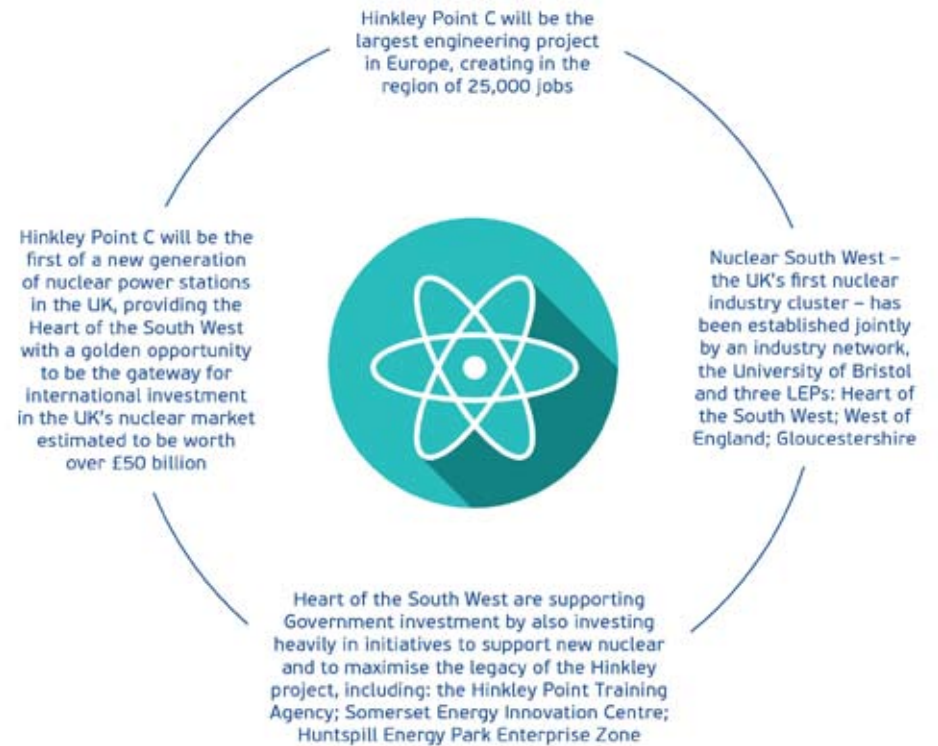 Hinkley Point C will be the
largest engineering project
in Europe, creating in the
region of 25,000 jobs
Nuclear South West –
the UK's first nuclear
industry cluster – has
been established jointly
by an industry network,
the University of Bristol
and three LEPs: Heart of
the South West; West of
England; Gloucestershire
Heart of the South West are supporting
Government investment by also investing
heavily in initiatives to support new nuclear
and to maximise the legacy of the Hinkley
project, including: the Hinkley Point Training
Agency; Somerset Energy Innovation Centre;
Huntspill Energy Park Enterprise Zone
Hinkley Point C will be the
first of a new generation
of nuclear power stations
in the UK, providing the
Heart of the South West
with a golden opportunity
to be the gateway for
international investment
in the UK's nuclear market
estimated to be worth
over £50 billion